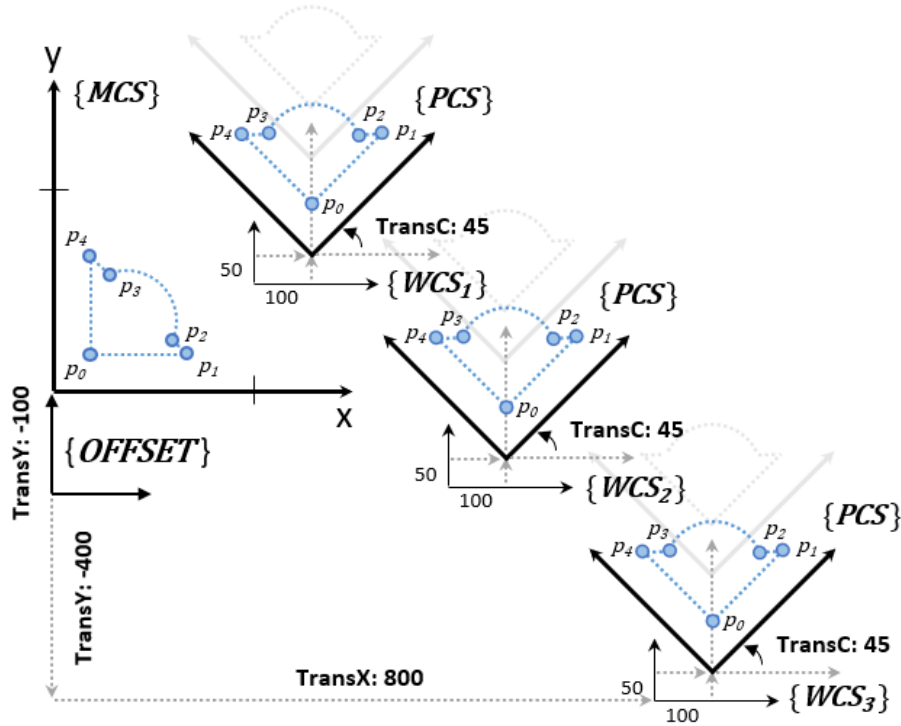 y
{MCS}
{PCS}
p4
p3
p2
p1
p0
TransC: 45
50
100
{WCS1}
p4
p3
p2
p1
p0
x
{PCS}
p4
p3
p2
p1
p0
TransC: 45
50
100
{WCS2}
TransY: -100
{OFFSET}
TransY: -400
TransX: 800
{PCS}
p4
p3
p2
p1
p0
TransC: 45
50
100
{WCS3}